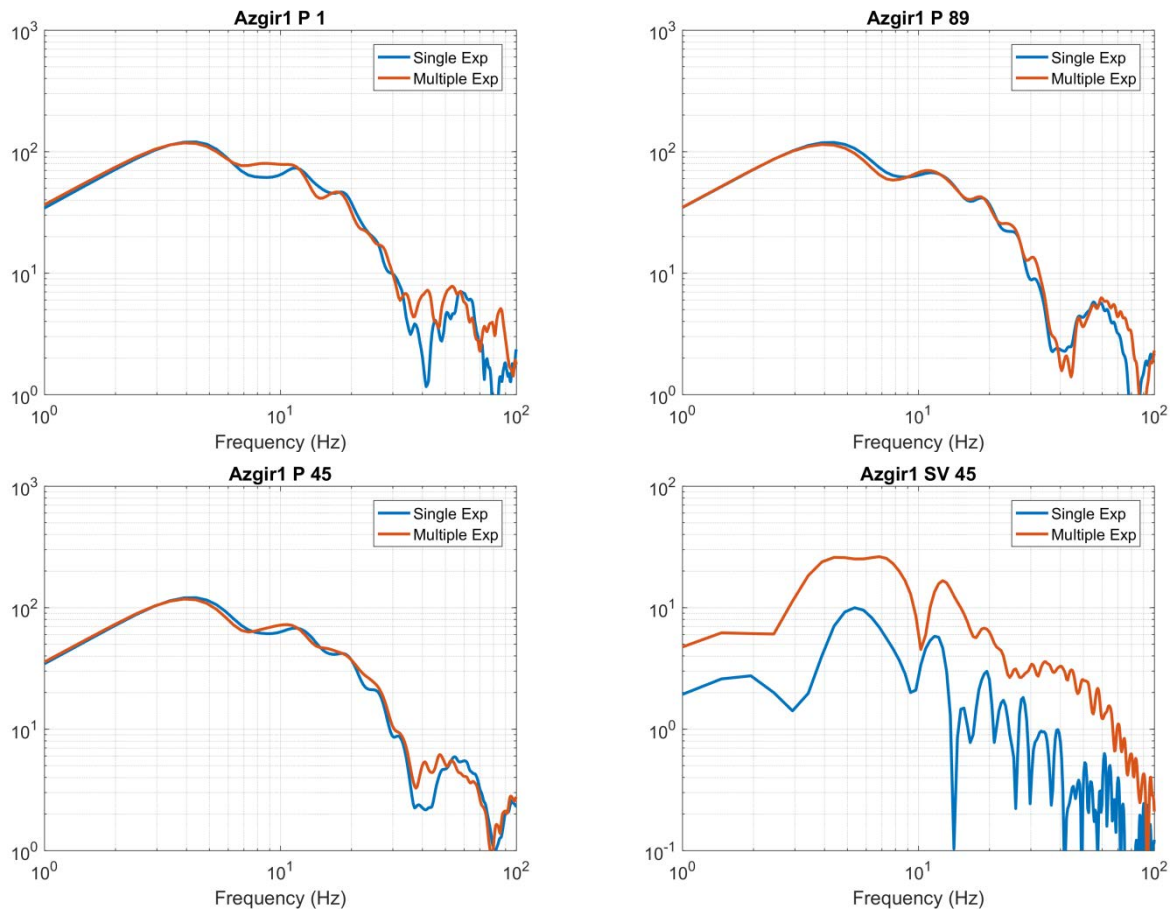 Azgir1 P 1
10^3
10^2
10^1
10^0
10^0
10^1
10^2
Frequency (Hz)
Single Exp
Multiple Exp
Azgir1 P 89
10^3
10^2
10^1
10^0
10^0
10^1
10^2
Frequency (Hz)
Single Exp
Multiple Exp
Azgir1 P 45
10^3
10^2
10^1
10^0
10^0
10^1
10^2
Frequency (Hz)
Single Exp
Multiple Exp
Azgir1 SV 45
10^2
10^1
10^0
10^-1
10^0
10^1
10^2
Frequency (Hz)
Single Exp
Multiple Exp